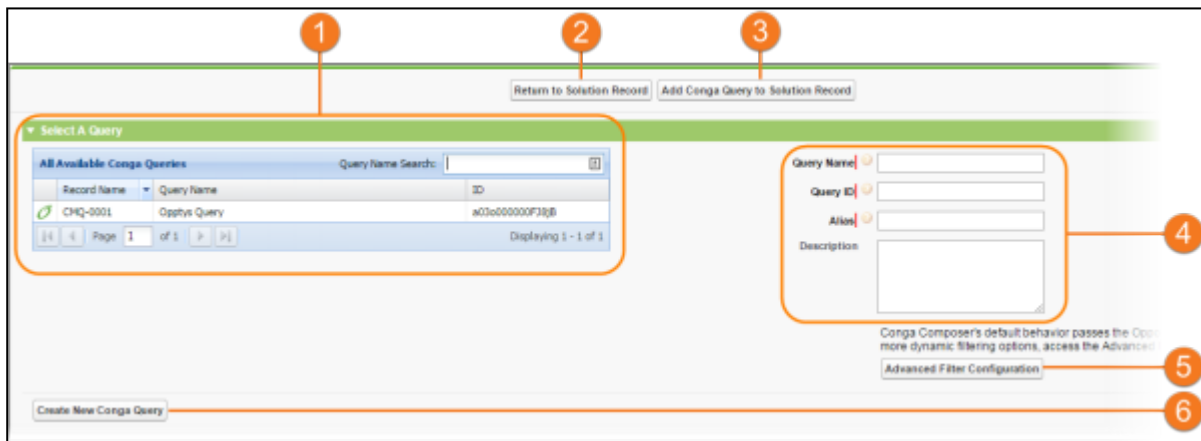 1
2
3
Return to Solution Record
Add Conga Query to Solution Record
Select A Query
All Available Conga Queries
Query Name Search:
Record Name
Query Name
ID
CMQ-0001
Opptys Query
Page 1 of 1
Displaying 1 - 1 of 1
Query Name
Query ID
Alias
Description
4
Conga Composer's default behavior passes the
more dynamic filtering options, access the Advanced
Advanced Filter Configuration
5
Create New Conga Query
6